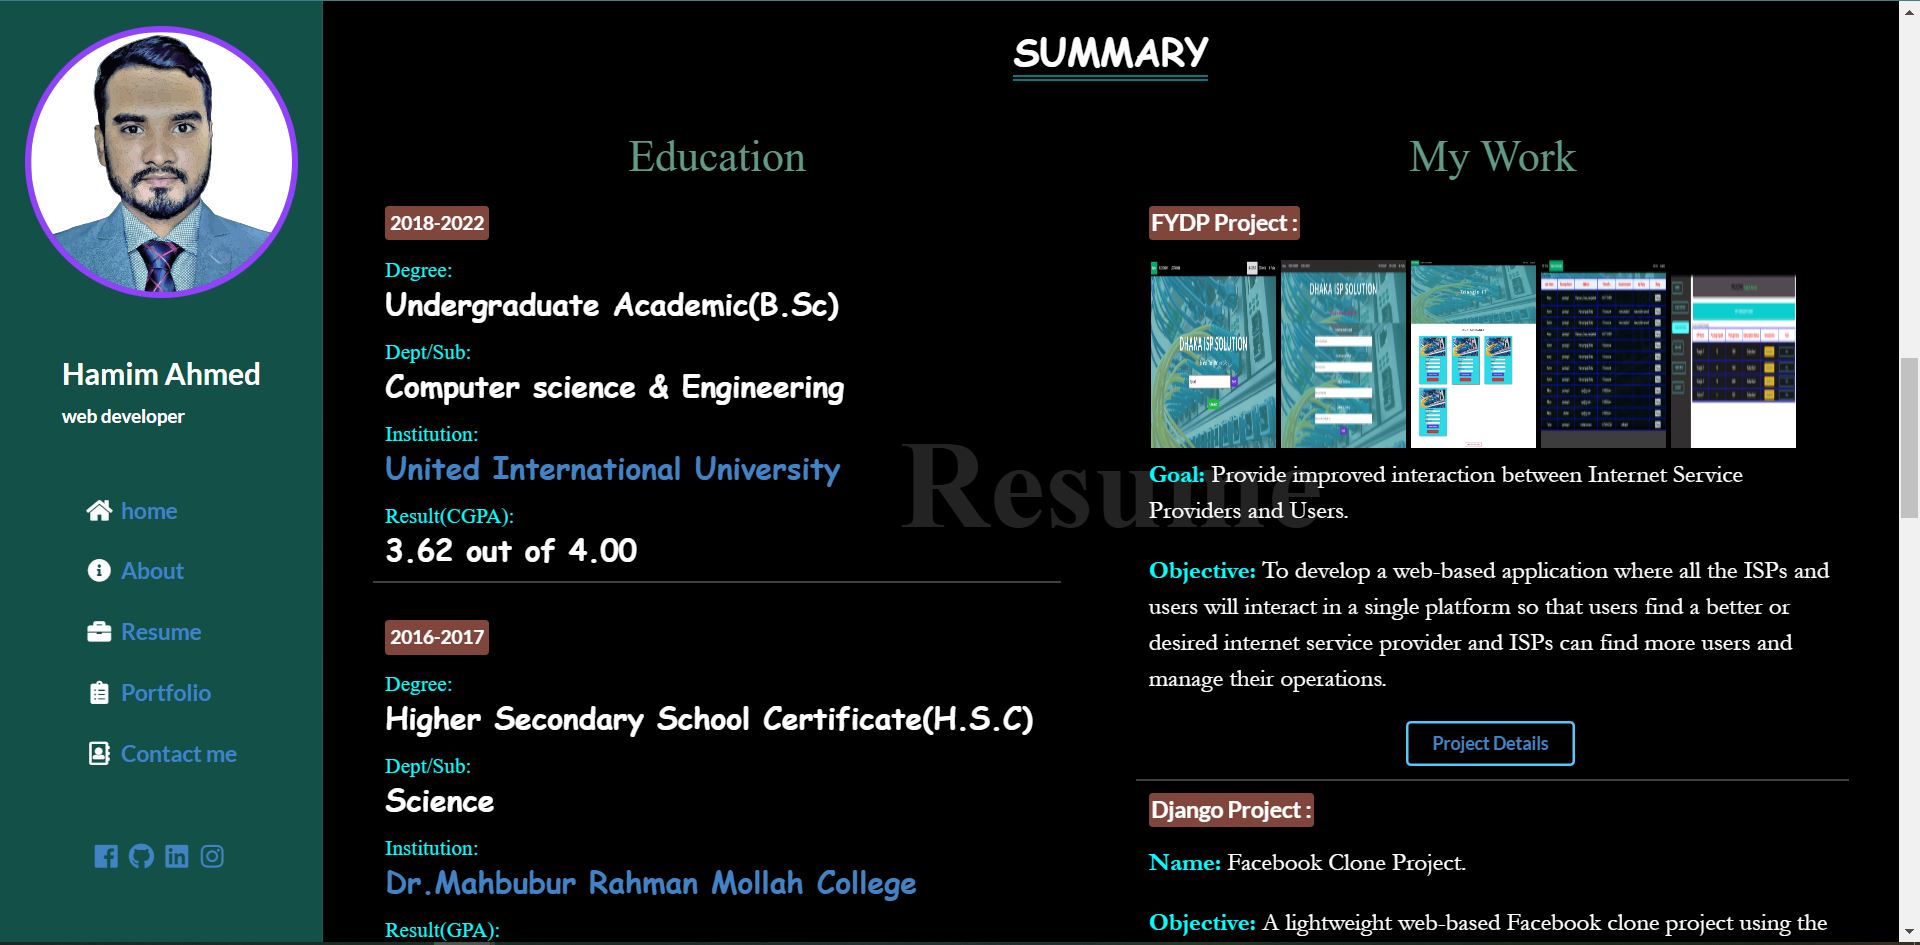 Hamim Ahmed
web developer
home
About
Resume
Portfolio
Contact me
SUMMARY
Resume
Education
2018-2022
Degree:
Undergraduate Academic(B.Sc)
Dept/Sub:
Computer science & Engineering
Institution:
United International University
Result(CGPA):
3.62 out of 4.00
2016-2017
Degree:
Higher Secondary School Certificate(H.S.C)
Dept/Sub:
Science
Institution:
Dr.Mahbubur Rahman Mollah College
Result(GPA):
My Work
FYDP Project :
DHAKA ISP SOLUTION
DHAKA ISP SOLUTION
Triangle IT
Goal: Provide improved interaction between Internet Service
Providers and Users.
Objective: To develop a web-based application where all the ISPs and
users will interact in a single platform so that users find a better or
desired internet service provider and ISPs can find more users and
manage their operations.
Project Details
Django Project :
Name: Facebook Clone Project.
Objective: A lightweight web-based Facebook clone project using the